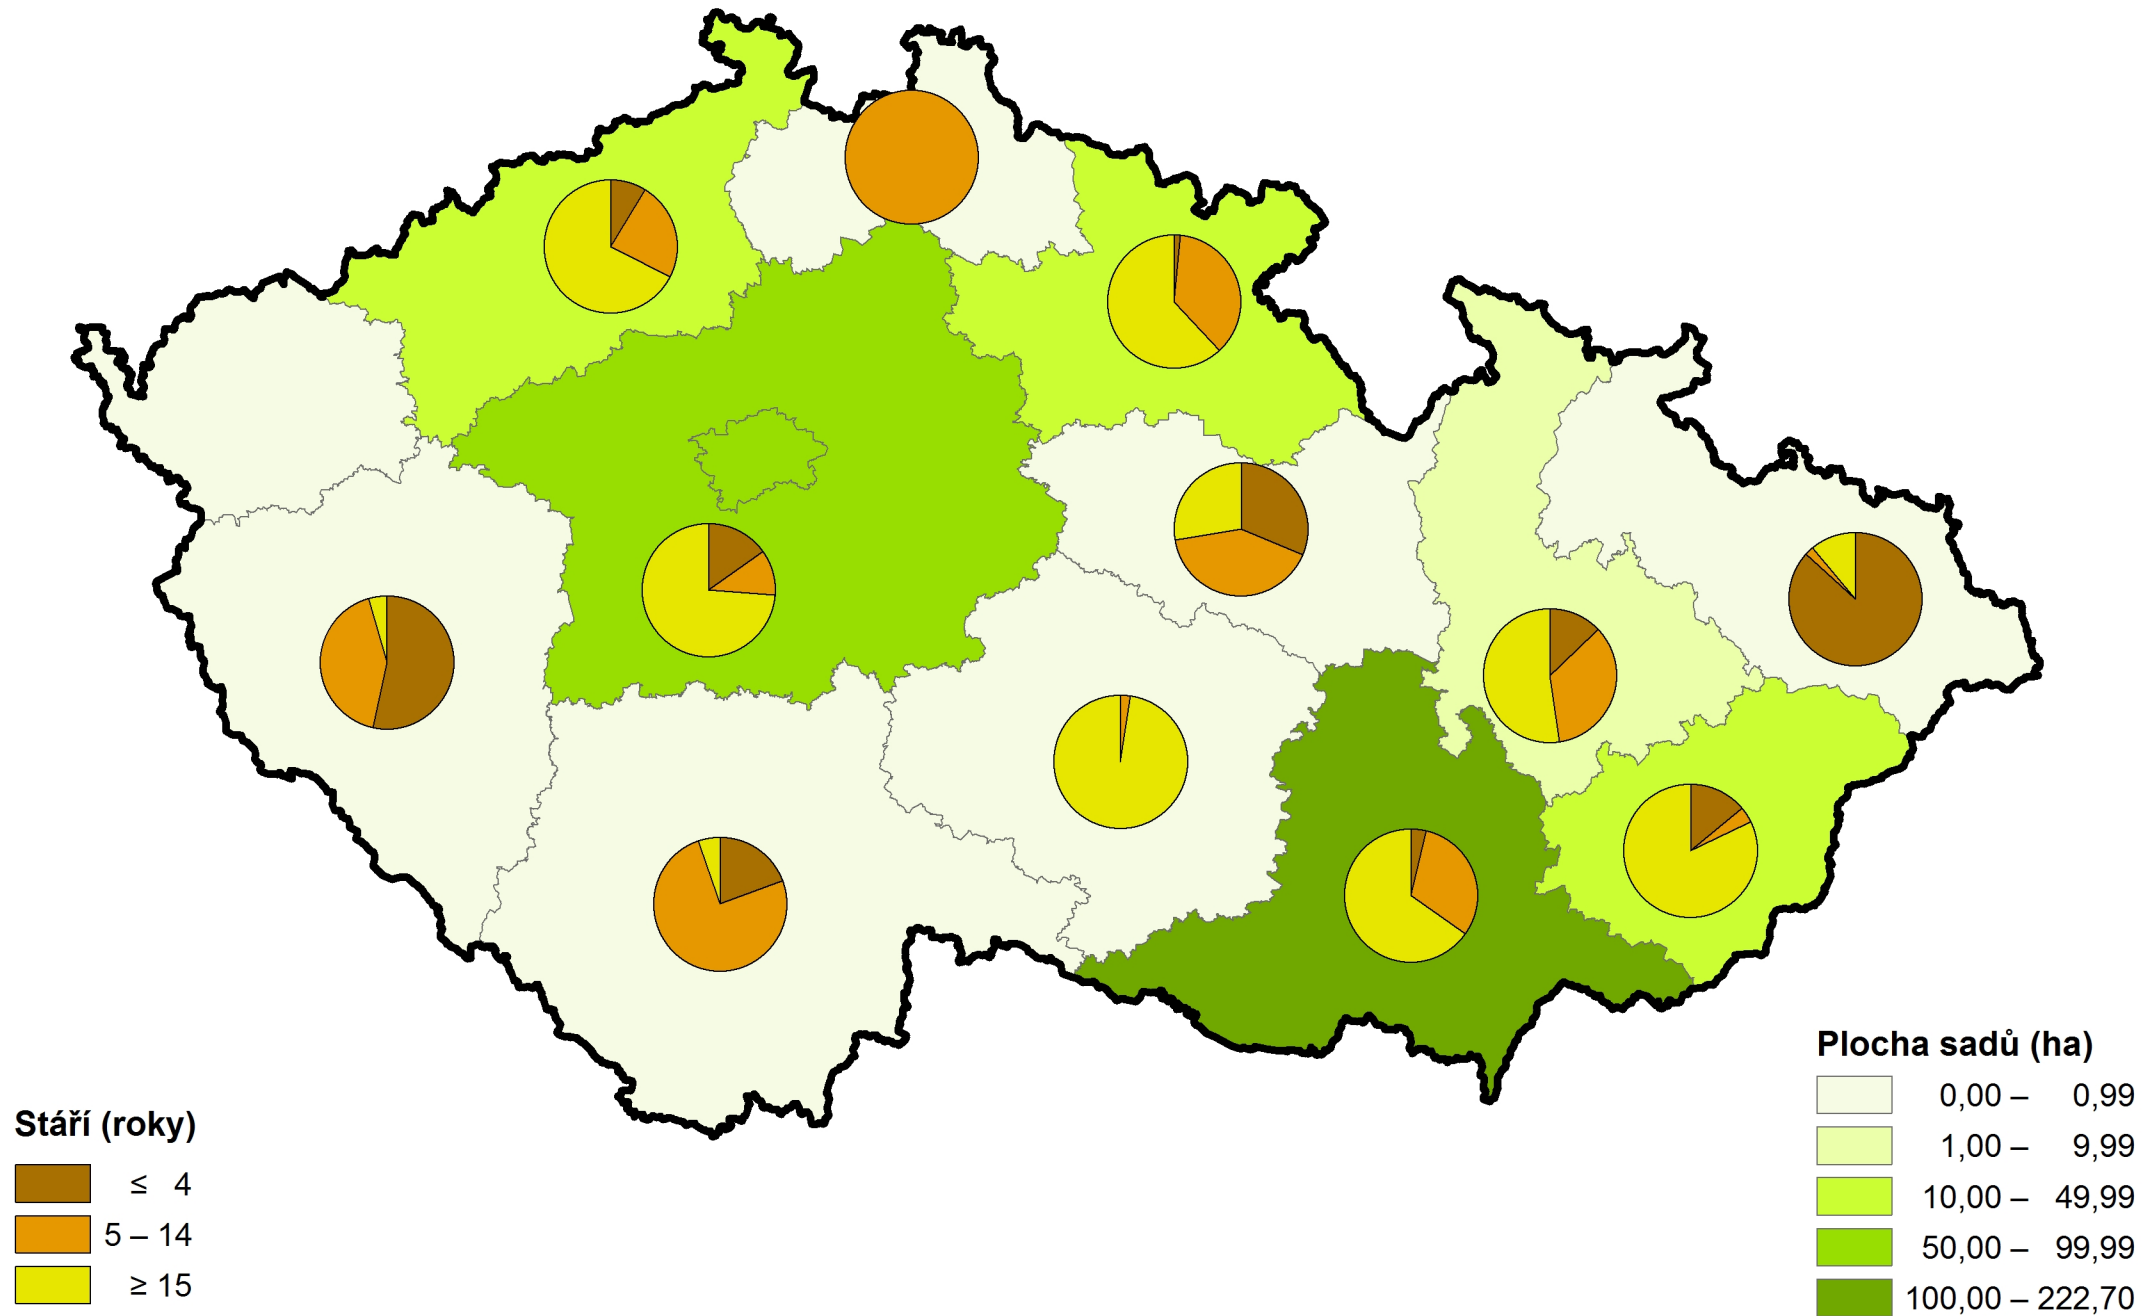 Stáří (roky)
≤ 4
5 – 14
≥ 15
Plocha sadů (ha)
0,00 – 0,99
1,00 – 9,99
10,00 – 49,99
50,00 – 99,99
100,00 – 222,70